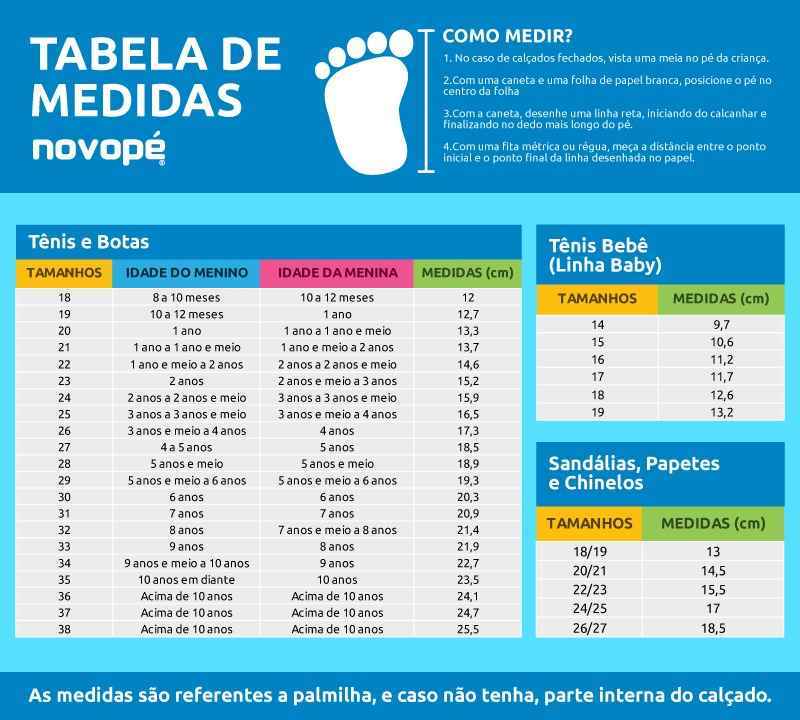 TABELA DE
MEDIDAS
novopé®
COMO MEDIR?
1. No caso de calçados fechados, vista uma meia no pé da criança.
2.Com uma caneta e uma folha de papel branca, posicione o pé no
centro da folha
3.Com a caneta, desenhe uma linha reta, iniciando do calcanhar e
finalizando no dedo mais longo do pé.
4.Com uma fita métrica ou régua, meça a distância entre o ponto
inicial e o ponto final da linha desenhada no papel.
Tênis e Botas
TAMANHOS IDADE DO MENINO IDADE DA MENINA MEDIDAS (cm)
18 8 a 10 meses 10 a 12 meses 12
19 10 a 12 meses 1 ano 12,7
20 1 ano 1 ano a 1 ano e meio 13,3
21 1 ano a 1 ano e meio 1 ano e meio a 2 anos 13,7
22 1 ano e meio a 2 anos 2 anos a 2 anos e meio 14,6
23 2 anos 2 anos e meio a 3 anos 15,2
24 2 anos a 2 anos e meio 3 anos a 3 anos e meio 15,9
25 3 anos a 3 anos e meio 3 anos e meio a 4 anos 16,5
26 3 anos e meio a 4 anos 4 anos 17,3
27 4 a 5 anos 5 anos 18,5
28 5 anos e meio 5 anos e meio 18,9
29 5 anos e meio a 6 anos 5 anos e meio a 6 anos 19,3
30 6 anos 6 anos 20,3
31 7 anos 7 anos 20,9
32 8 anos 7 anos e meio a 8 anos 21,4
33 9 anos 8 anos 21,9
34 9 anos e meio a 10 anos 9 anos 22,7
35 10 anos em diante 10 anos 23,5
36 Acima de 10 anos Acima de 10 anos 24,1
37 Acima de 10 anos Acima de 10 anos 24,7
38 Acima de 10 anos Acima de 10 anos 25,5
Tênis Bebê
(Linha Baby)
TAMANHOS MEDIDAS (cm)
14 9,7
15 10,6
16 11,2
17 11,7
18 12,6
19 13,2
Sandálias, Papetes
e Chinelos
TAMANHOS MEDIDAS (cm)
18/19 13
20/21 14,5
22/23 15,5
24/25 17
26/27 18,5
As medidas são referentes a palmilha, e caso não tenha, parte interna do calçado.